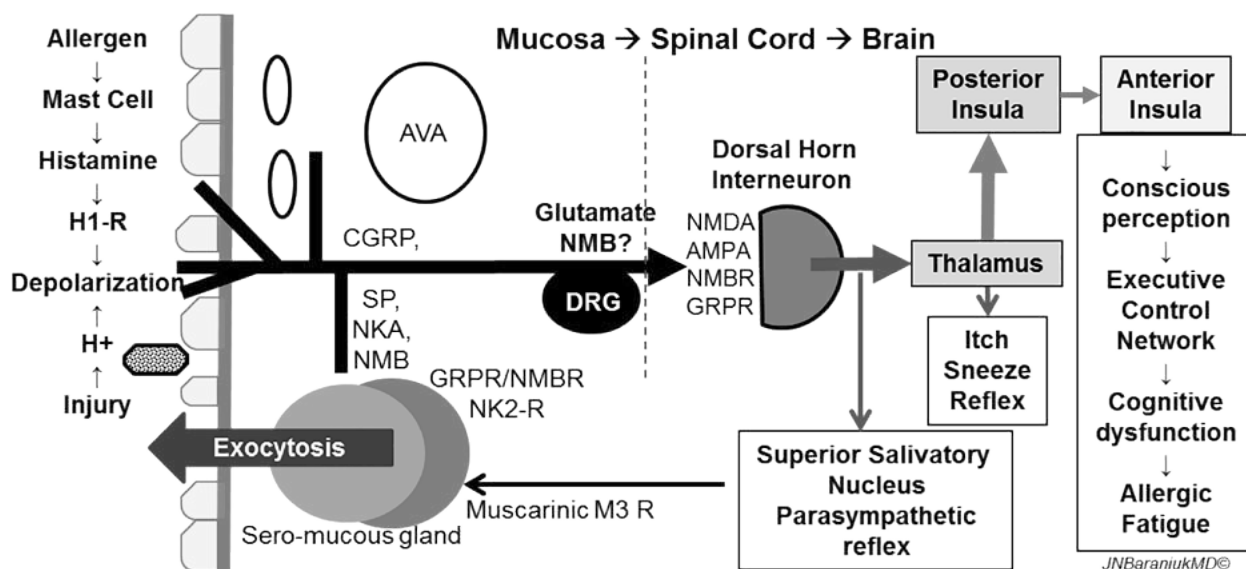 Mucosa → Spinal Cord → Brain
Allergen
↓
Mast Cell
↓
Histamine
↓
H1-R
↓
Depolarization
↑
H+
↑
Injury
AVA
CGRP,
SP,
NKA,
NMB
Glutamate
NMB?
DRG
GRPR/NMBR
NK2-R
Exocytosis
Sero-mucous gland
Muscarinic M3 R
Dorsal Horn
Interneuron
NMDA
AMPA
NMBR
GRPR
Thalamus
Itch
Sneeze
Reflex
Superior Salivatory
Nucleus
Parasympathetic
reflex
Posterior
Insula
Anterior
Insula
↓
Conscious
perception
↓
Executive
Control
Network
↓
Cognitive
dysfunction
↓
Allergic
Fatigue
JNBaraniukMD©